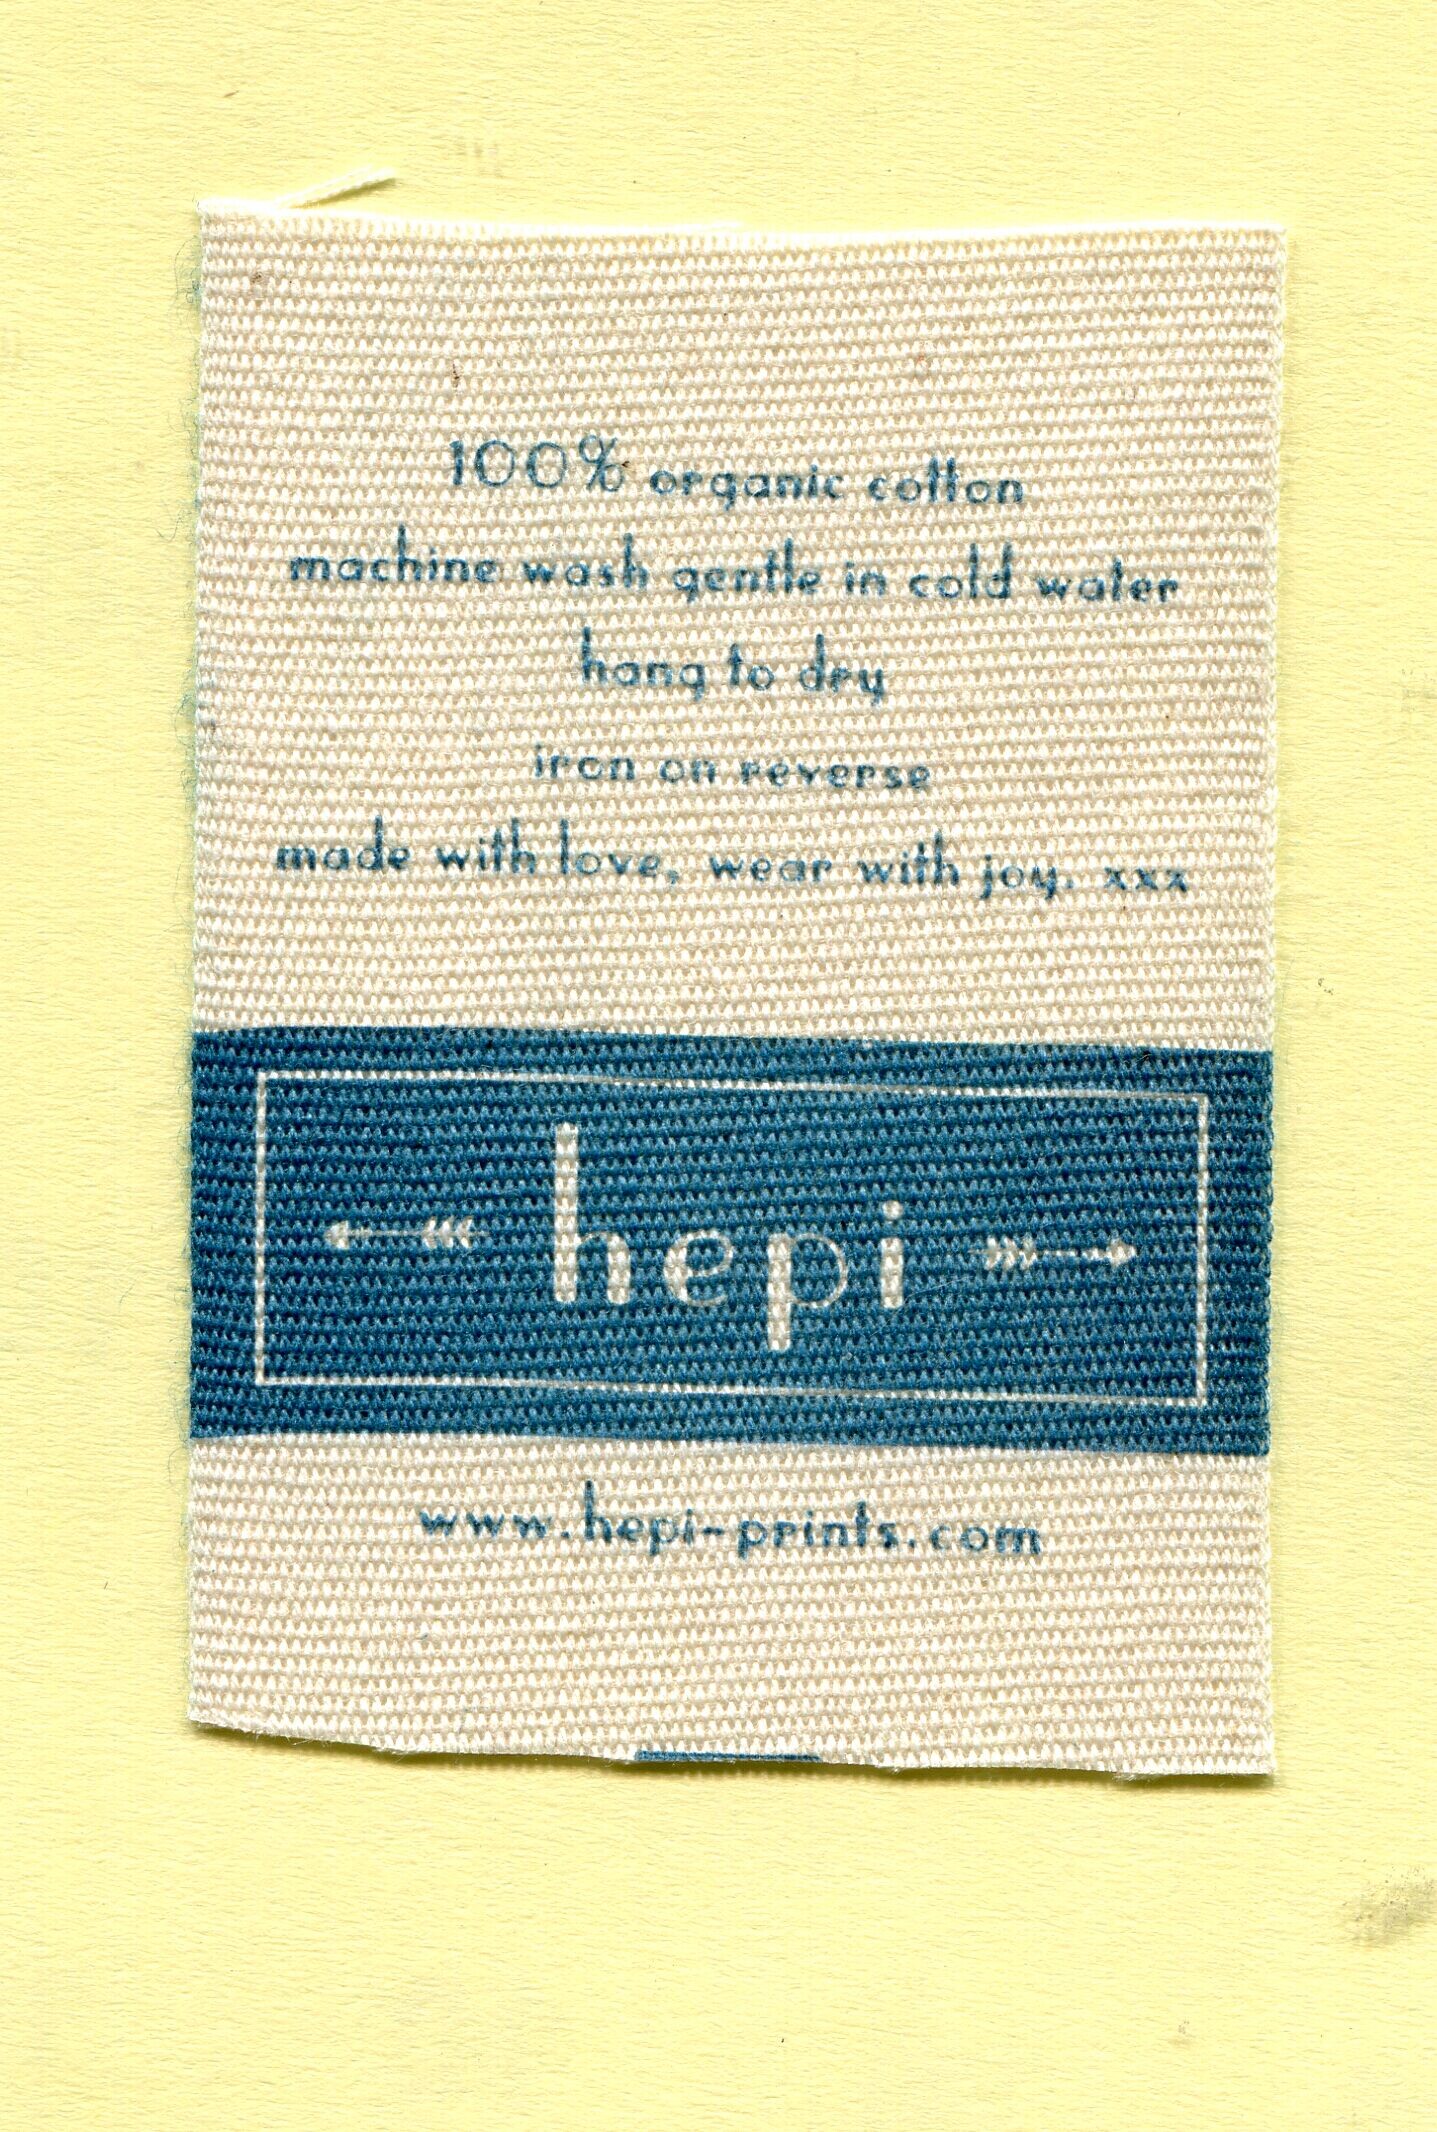 100% organic cotton
machine wash gentle in cold water
hang to dry
iron on reverse
made with love, wear with joy. xxx
hepi
www.hepi-prints.com